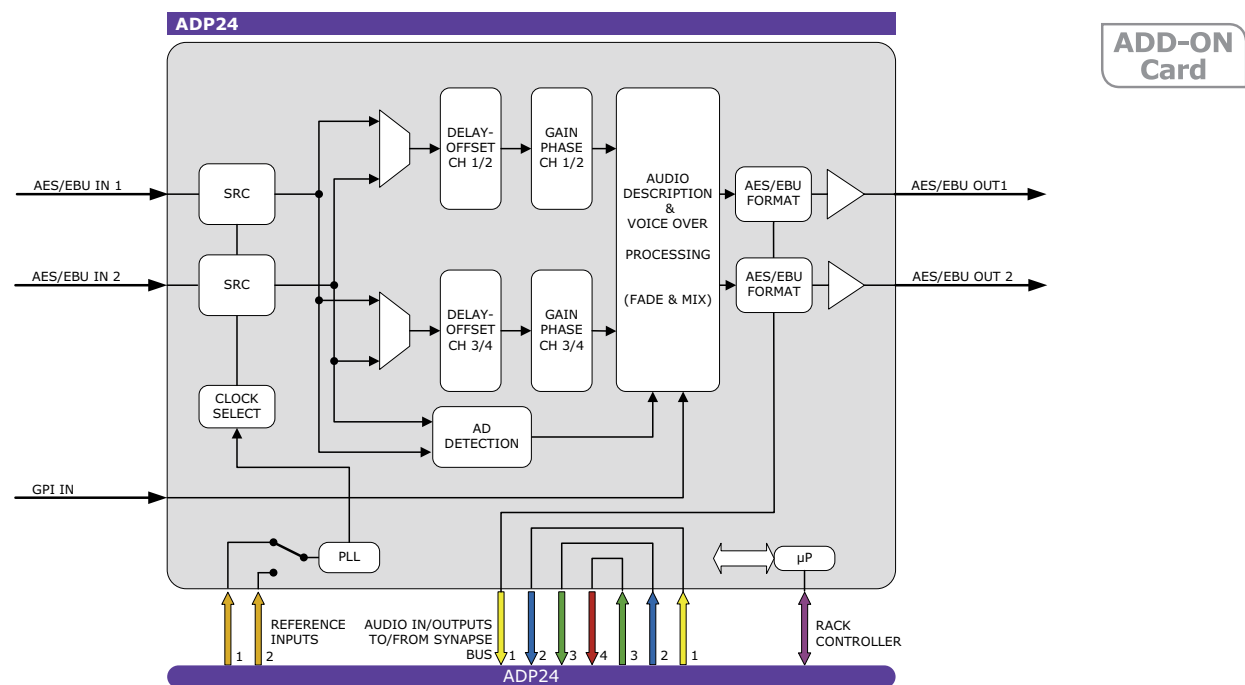 ADP24
ADD-ON
Card
DELAY-
OFFSET
CH 1/2
GAIN
PHASE
CH 1/2
AUDIO
DESCRIPTION
&
VOICE OVER
PROCESSING
(FADE & MIX)
AES/EBU IN 1
SRC
AES/EBU
FORMAT
AES/EBU OUT1
AES/EBU IN 2
SRC
AES/EBU
FORMAT
AES/EBU OUT 2
DELAY-
OFFSET
CH 3/4
GAIN
PHASE
CH 3/4
CLOCK
SELECT
AD
DETECTION
GPI IN
PLL
µP
REFERENCE
INPUTS
1
2
AUDIO IN/OUTPUTS
TO/FROM SYNAPSE
BUS
1
2
3
4
3
2
1
RACK
CONTROLLER
ADP24